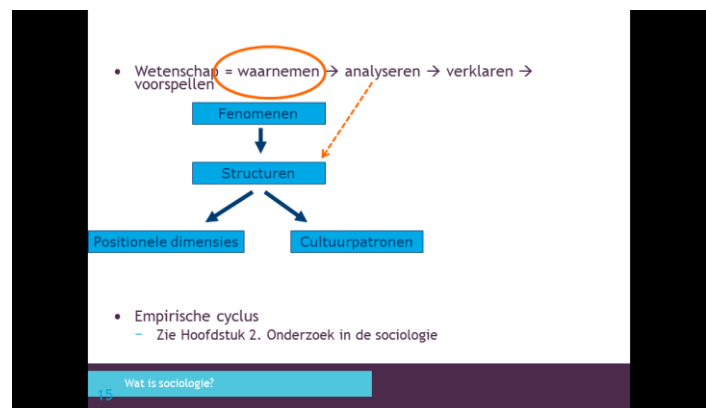 • Wetenschap = waarnemen → analyseren → verklaren →
voorspellen
Fenomenen
Structuren
Positionele dimensies Cultuurpatronen
• Empirische cyclus
– Zie Hoofdstuk 2. Onderzoek in de sociologie
Wat is sociologie?
15